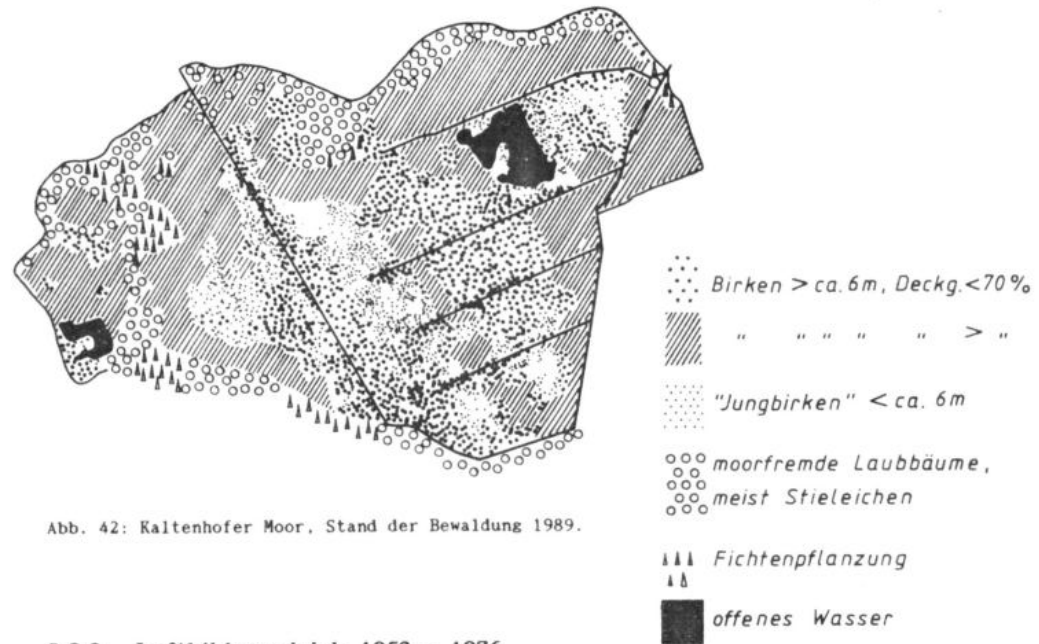 Birken > ca. 6m, Deckg. < 70%
" " " " " > "
"Jungbirken" < ca. 6m
moorfremde Laubbäume,
meist Stieleichen
Fichtenpflanzung
offenes Wasser
Abb. 42: Kaltenhofer Moor, Stand der Bewaldung 1989.